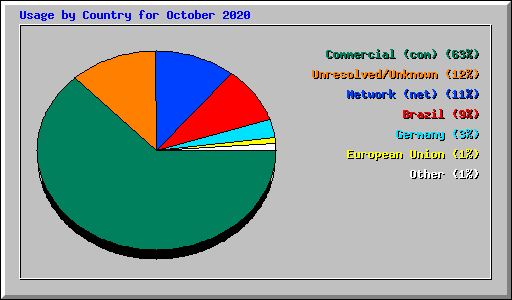 Usage by Country for October 2020
Commercial (com) (63%)
Unresolved/Unknown (12%)
Network (net) (11%)
Brazil (9%)
Germany (3%)
European Union (1%)
Other (1%)